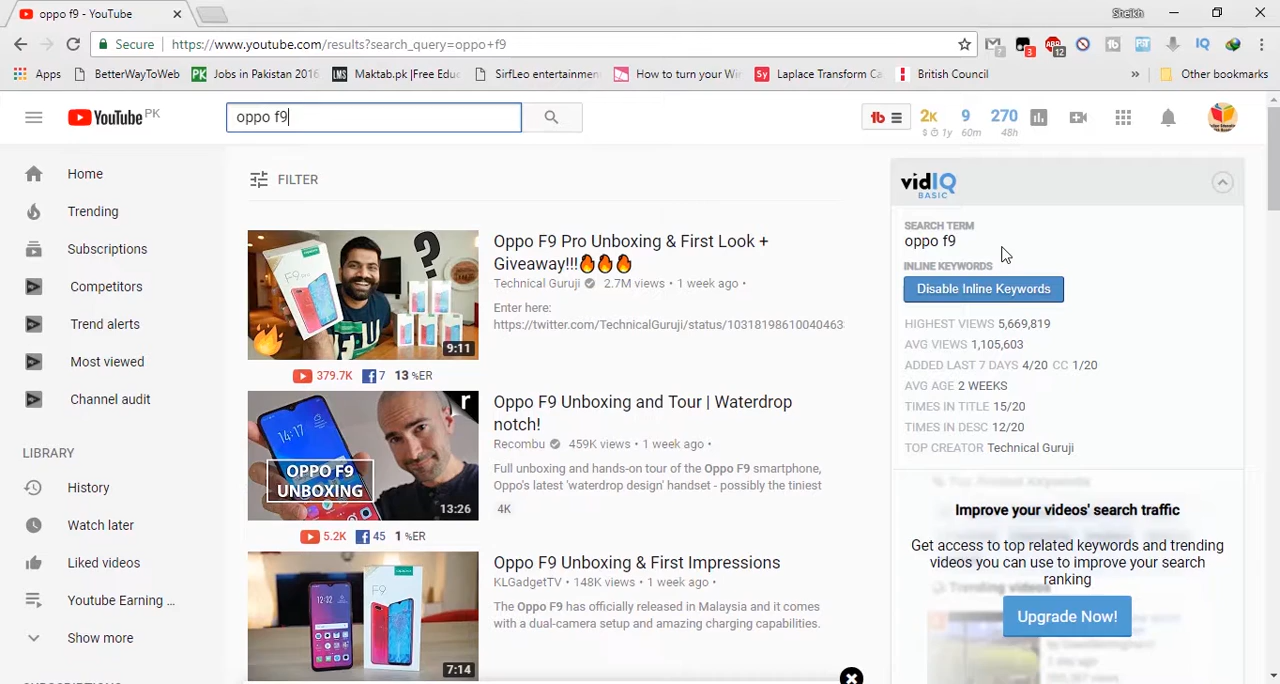 oppo f9 - YouTube
Sheikh
Secure
https://www.youtube.com/results?search_query=oppo+f9
Apps
BetterWayToWeb
Jobs in Pakistan 2016
Maktab.pk |Free Edu
SirfLeo entertainmen
How to turn your Wi
Laplace Transform Ca
British Council
»
Other bookmarks
YouTube PK
oppo f9
2K
9
270
$ 1y
60m
48h
Home
Trending
Subscriptions
Competitors
Trend alerts
Most viewed
Channel audit
LIBRARY
History
Watch later
Liked videos
Youtube Earning ...
Show more
FILTER
9:11
Oppo F9 Pro Unboxing & First Look +
Giveaway!!!🔥🔥🔥
Technical Guruji 2.7M views • 1 week ago •
Enter here:
https://twitter.com/TechnicalGuruji/status/10318198610040463
379.7K 7 13 %ER
14:17
OPPO F9
UNBOXING
13:26
Oppo F9 Unboxing and Tour | Waterdrop
notch!
Recombu 459K views • 1 week ago •
Full unboxing and hands-on tour of the Oppo F9 smartphone,
Oppo's latest 'waterdrop design' handset - possibly the tiniest
4K
5.2K 45 1 %ER
F9
7:14
Oppo F9 Unboxing & First Impressions
KLGadgetTV • 148K views • 1 week ago •
The Oppo F9 has officially released in Malaysia and it comes
with a dual-camera setup and amazing charging capabilities.
vidIQ
BASIC
SEARCH TERM
oppo f9
INLINE KEYWORDS
Disable Inline Keywords
HIGHEST VIEWS 5,669,819
AVG VIEWS 1,105,603
ADDED LAST 7 DAYS 4/20 CC 1/20
AVG AGE 2 WEEKS
TIMES IN TITLE 15/20
TIMES IN DESC 12/20
TOP CREATOR Technical Guruji
Improve your videos' search traffic
Get access to top related keywords and trending
videos you can use to improve your search
ranking
Upgrade Now!